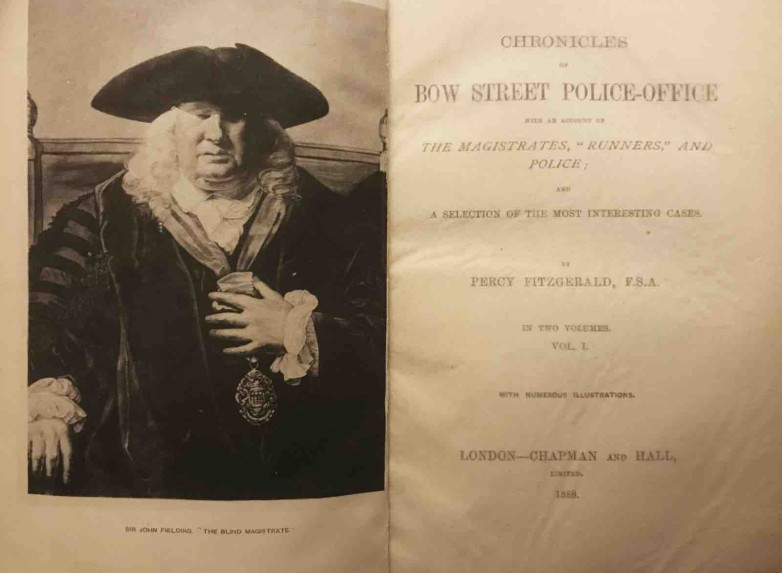 SIR JOHN FIELDING, "THE BLIND MAGISTRATE."
CHRONICLES
OF
BOW STREET POLICE-OFFICE
WITH AN ACCOUNT OF
THE MAGISTRATES, "RUNNERS," AND
POLICE;
AND
A SELECTION OF THE MOST INTERESTING CASES.
BY
PERCY FITZGERALD, F.S.A.
IN TWO VOLUMES.
VOL. I.
WITH NUMEROUS ILLUSTRATIONS.
LONDON—CHAPMAN AND HALL,
LIMITED.
1888.